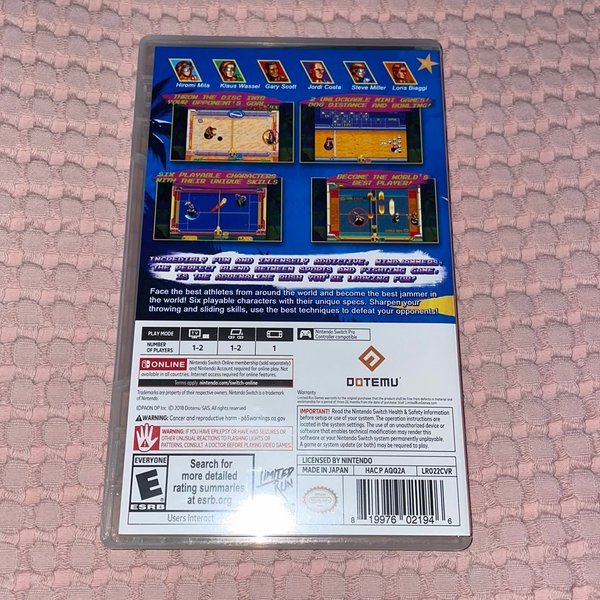 Hiromi Mita Klaus Wassel Gary Scott Jordi Costa Steve Miller Loris Biaggi
THROW THE DISC INTO
YOUR OPPONENT'S GOAL
2 UNLOCKABLE MINI GAMES!
DOG DISTANCE AND BOWLING!
SIX PLAYABLE CHARACTERS
WITH THEIR UNIQUE SKILLS
BECOME THE WORLD'S
BEST PLAYER!
INCREDIBLY FUN AND INTENSELY ADDICTIVE, WINDJAMMERS,
THE PERFECT BLEND BETWEEN SPORTS AND FIGHTING GAME!
IS THE ADRENALINE RUSH YOU'RE LOOKING FOR!
Face the best athletes from around the world and become the best jammer in
the world! Six playable characters with their unique specs. Sharpen your
throwing and sliding skills, use the best techniques to defeat your opponents!
PLAY MODE
NUMBER
OF PLAYERS
1-2 1-2 1
Nintendo Switch Pro
Controller compatible
ONLINE
Nintendo Switch Online membership (sold separately)
and Nintendo Account required for online play. Not
available in all countries. Internet access required for online features.
Terms apply. nintendo.com/switch-online
Trademarks are property of their respective owners. Nintendo Switch is a trademark
of Nintendo.
©PAON DP Inc. (C) 2018 Dotemu SAS, All rights reserved.
WARNING: Cancer and reproductive harm - p65warnings.ca.gov
WARNING: IF YOU HAVE EPILEPSY OR HAVE HAD SEIZURES OR
OTHER UNUSUAL REACTIONS TO FLASHING LIGHTS OR
PATTERNS, CONSULT A DOCTOR BEFORE PLAYING VIDEO GAMES.
DOTEMU
Warranty
IMPORTANT! Read the Nintendo Switch Health & Safety Information
before setup or use of your system. The operation instructions are
located in the system settings. The use of an unauthorized device or
software that enables technical modification may render this
or software or Nintendo Switch system permanently unplayable.
A game or system update (or both) may be required to play.
EVERYONE
E
ESRB
Search for
more detailed
rating summaries
at esrb.org
Users Interact
LIMITED
RUN
LICENSED BY NINTENDO
MADE IN JAPAN HAC P AQQ2A LR022CVR
8 19976 02194 6